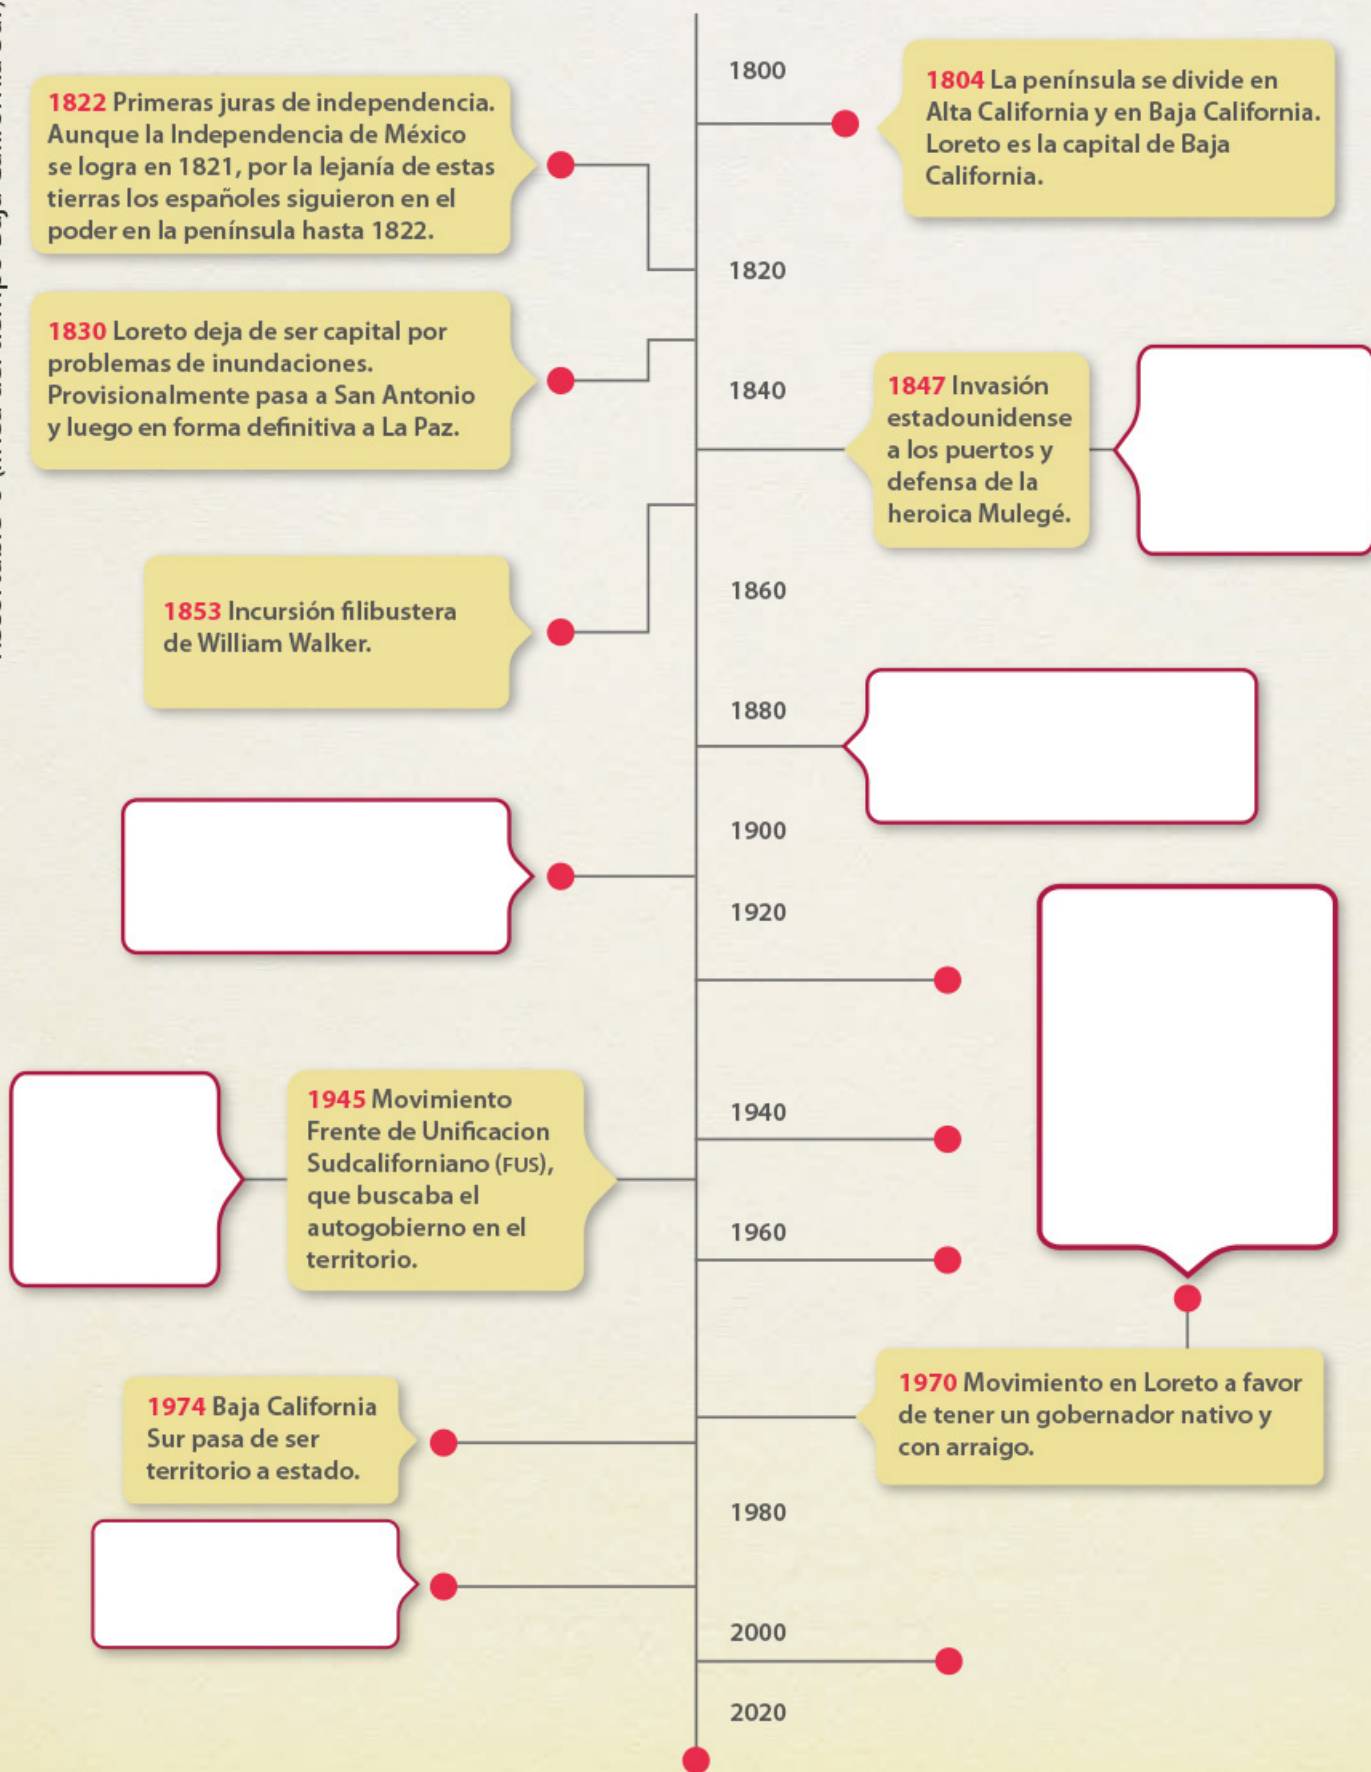 1800
1804 La península se divide en
Alta California y en Baja California.
Loreto es la capital de Baja
California.
1822 Primeras juras de independencia.
Aunque la Independencia de México
se logra en 1821, por la lejanía de estas
tierras los españoles siguieron en el
poder en la península hasta 1822.
1820
1830 Loreto deja de ser capital por
problemas de inundaciones.
Provisionalmente pasa a San Antonio
y luego en forma definitiva a La Paz.
1840
1847 Invasión
estadounidense
a los puertos y
defensa de la
heroica Mulegé.
1853 Incursión filibustera
de William Walker.
1860
1880
1900
1920
1945 Movimiento
Frente de Unificacion
Sudcaliforniano (FUS),
que buscaba el
autogobierno en el
territorio.
1940
1960
1970 Movimiento en Loreto a favor
de tener un gobernador nativo y
con arraigo.
1974 Baja California
Sur pasa de ser
territorio a estado.
1980
2000
2020